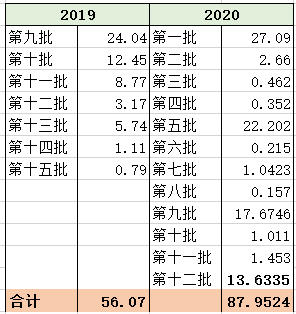 2019 2020
第九批 24.04 第一批 27.09
第十批 12.45 第二批 2.66
第十一批 8.77 第三批 0.462
第十二批 3.17 第四批 0.352
第十三批 5.74 第五批 22.202
第十四批 1.11 第六批 0.215
第十五批 0.79 第七批 1.0423
第八批 0.157
第九批 17.6746
第十批 1.011
第十一批 1.453
第十二批 13.6335
合计 56.07 87.9524